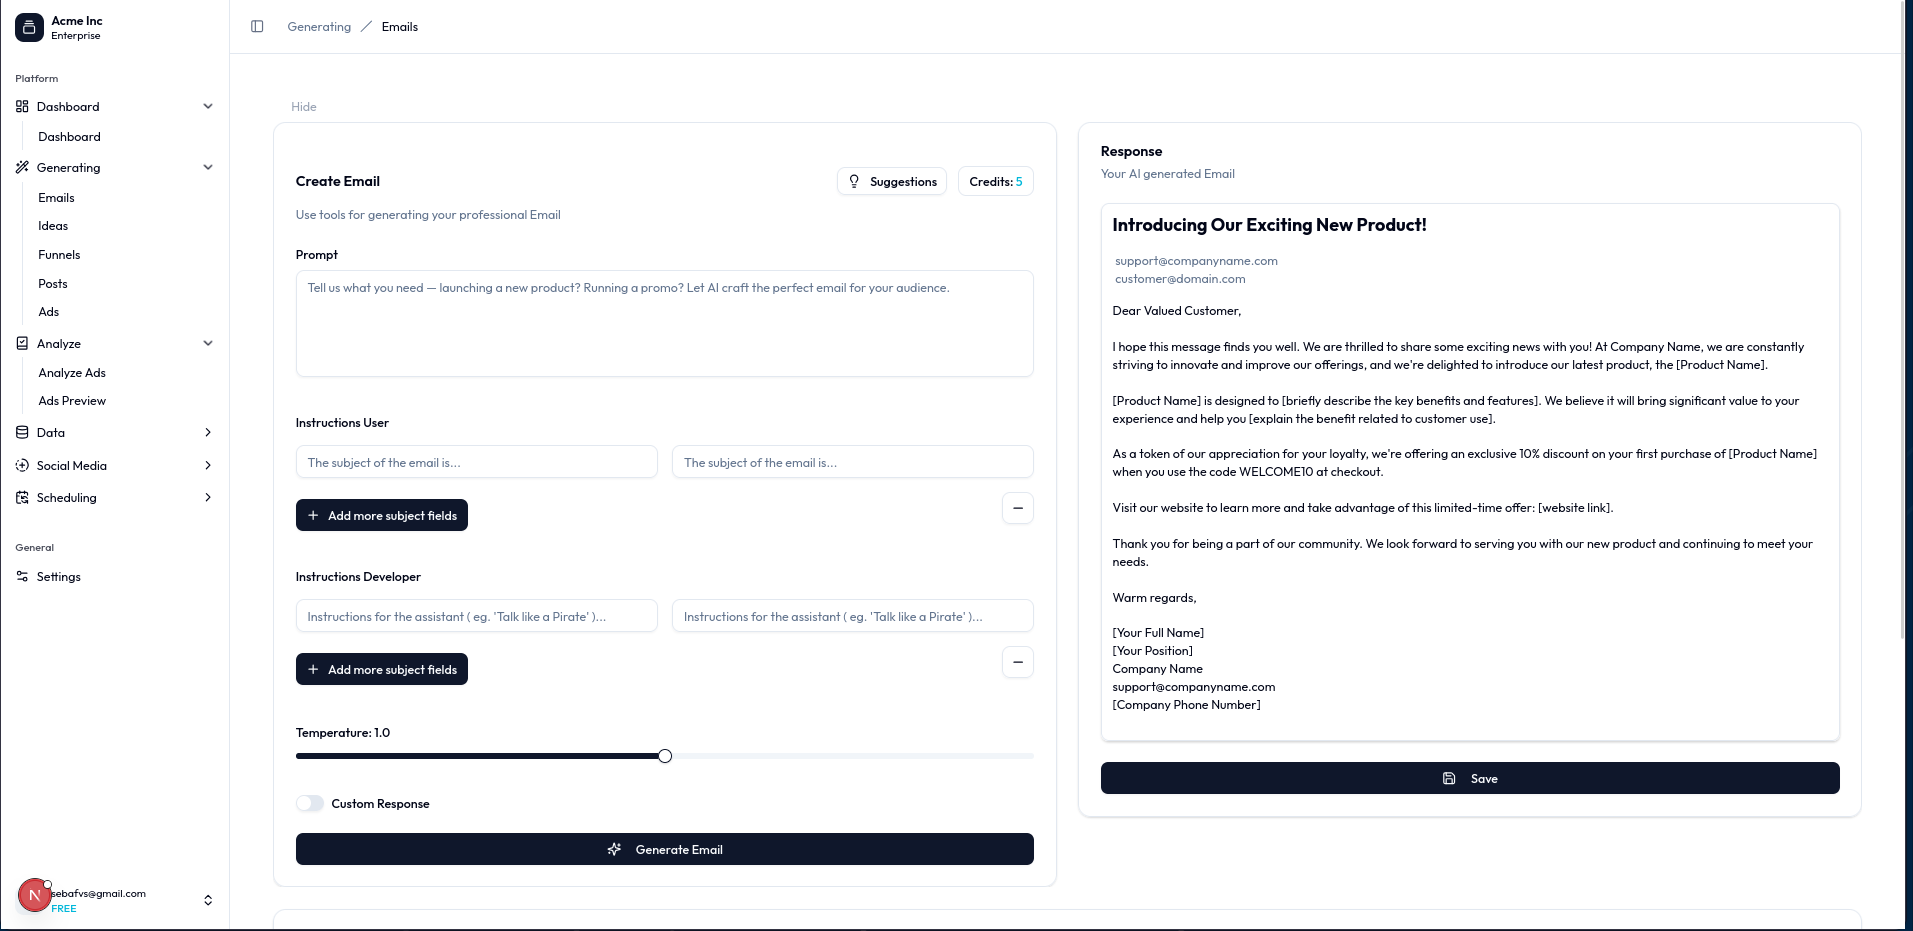 Acme Inc
Enterprise
Platform
Dashboard
Dashboard
Generating
Emails
Ideas
Funnels
Posts
Ads
Analyze
Analyze Ads
Ads Preview
Data
Social Media
Scheduling
General
Settings
N
sebafvs@gmail.com
FREE
Generating / Emails
Hide
Create Email
Suggestions
Credits: 5
Use tools for generating your professional Email
Prompt
Tell us what you need — launching a new product? Running a promo? Let AI craft the perfect email for your audience.
Instructions User
The subject of the email is...
The subject of the email is...
+ Add more subject fields
Instructions Developer
Instructions for the assistant ( eg. 'Talk like a Pirate' )...
Instructions for the assistant ( eg. 'Talk like a Pirate' )...
+ Add more subject fields
Temperature: 1.0
Custom Response
Generate Email
Response
Your AI generated Email
Introducing Our Exciting New Product!
support@companyname.com
customer@domain.com
Dear Valued Customer,
I hope this message finds you well. We are thrilled to share some exciting news with you! At Company Name, we are constantly
striving to innovate and improve our offerings, and we're delighted to introduce our latest product, the [Product Name].
[Product Name] is designed to [briefly describe the key benefits and features]. We believe it will bring significant value to your
experience and help you [explain the benefit related to customer use].
As a token of our appreciation for your loyalty, we're offering an exclusive 10% discount on your first purchase of [Product Name]
when you use the code WELCOME10 at checkout.
Visit our website to learn more and take advantage of this limited-time offer: [website link].
Thank you for being a part of our community. We look forward to serving you with our new product and continuing to meet your
needs.
Warm regards,
[Your Full Name]
[Your Position]
Company Name
support@companyname.com
[Company Phone Number]
Save